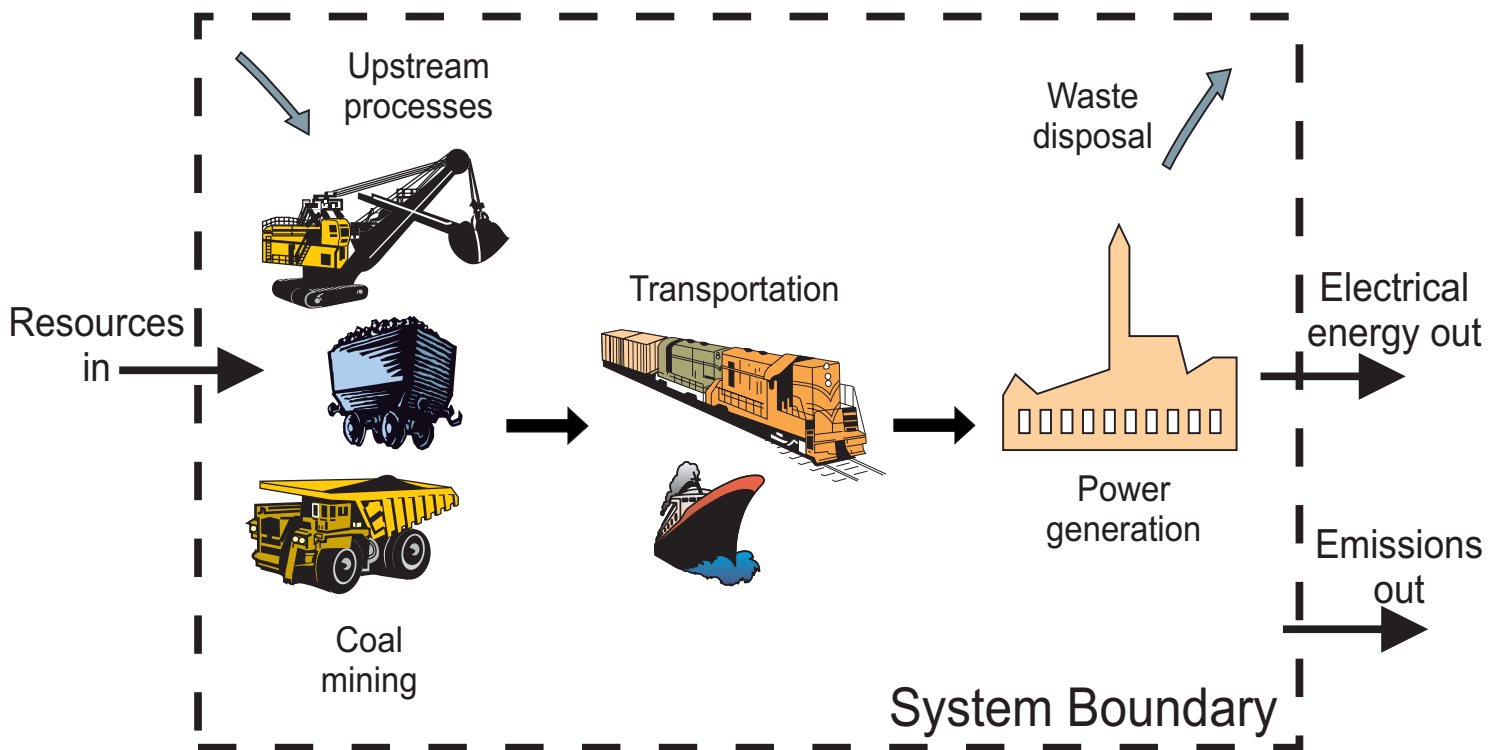 Upstream
processes
Waste
disposal
Resources
in
Transportation
Electrical
energy out
Power
generation
Emissions
out
Coal
mining
System Boundary